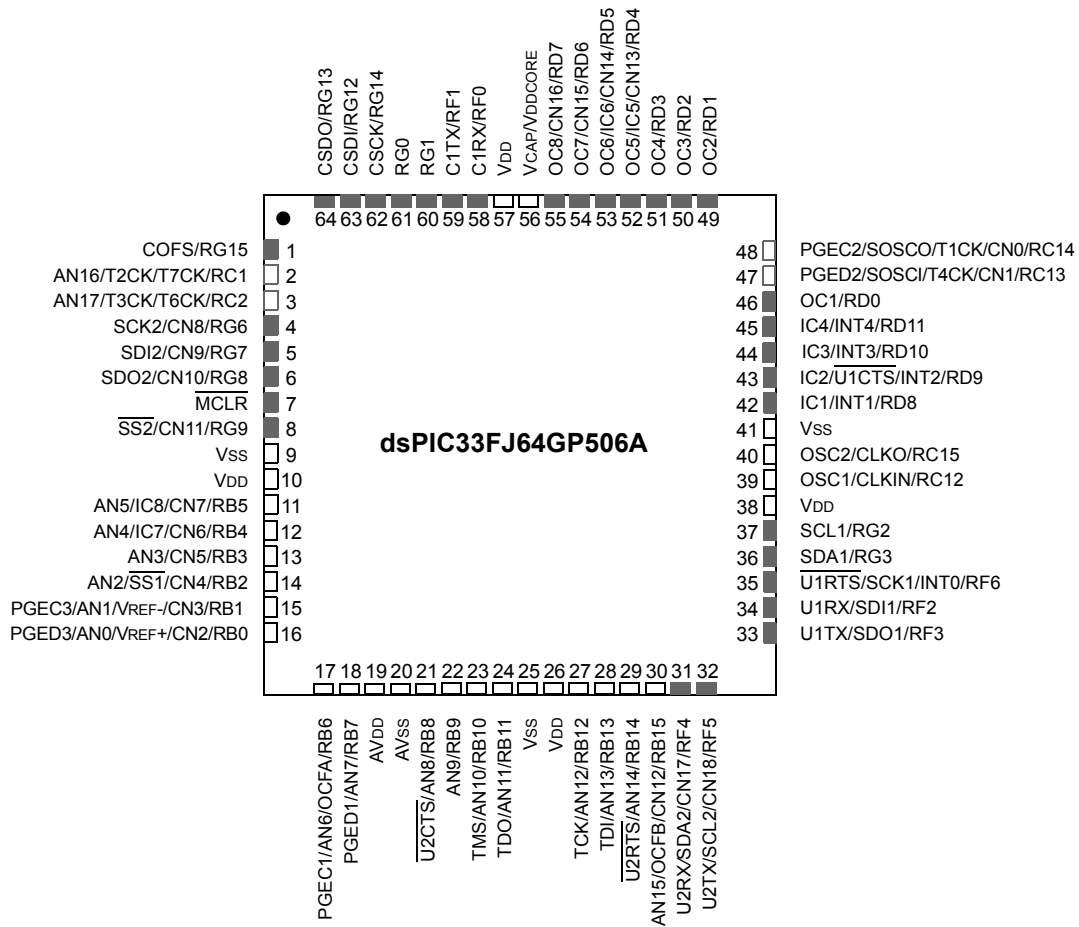 CSDO/RG13
CSDI/RG12
CSCK/RG14
RG0
RG1
C1TX/RF1
C1RX/RF0
VDD
VCAP/VDDCORE
OC8/CN16/RD7
OC7/CN15/RD6
OC6/IC6/CN14/RD5
OC5/IC5/CN13/RD4
OC4/RD3
OC3/RD2
OC2/RD1
64 63 62 61 60 59 58 57 56 55 54 53 52 51 50 49
COFS/RG15 1
AN16/T2CK/T7CK/RC1 2
AN17/T3CK/T6CK/RC2 3
SCK2/CN8/RG6 4
SDI2/CN9/RG7 5
SDO2/CN10/RG8 6
MCLR 7
SS2/CN11/RG9 8
VSS 9
VDD 10
AN5/IC8/CN7/RB5 11
AN4/IC7/CN6/RB4 12
AN3/CN5/RB3 13
AN2/SS1/CN4/RB2 14
PGEC3/AN1/VREF-/CN3/RB1 15
PGED3/AN0/VREF+/CN2/RB0 16
dsPIC33FJ64GP506A
48 PGEC2/SOSCO/T1CK/CN0/RC14
47 PGED2/SOSCI/T4CK/CN1/RC13
46 OC1/RD0
45 IC4/INT4/RD11
44 IC3/INT3/RD10
43 IC2/U1CTS/INT2/RD9
42 IC1/INT1/RD8
41 VSS
40 OSC2/CLKO/RC15
39 OSC1/CLKIN/RC12
38 VDD
37 SCL1/RG2
36 SDA1/RG3
35 U1RTS/SCK1/INT0/RF6
34 U1RX/SDI1/RF2
33 U1TX/SDO1/RF3
17 18 19 20 21 22 23 24 25 26 27 28 29 30 31 32
PGEC1/AN6/OCFA/RB6
PGED1/AN7/RB7
AVDD
AVSS
U2CTS/AN8/RB8
AN9/RB9
TMS/AN10/RB10
TDO/AN11/RB11
VSS
VDD
TCK/AN12/RB12
TDI/AN13/RB13
U2RTS/AN14/RB14
AN15/OCFB/CN12/RB15
U2RX/SDA2/CN17/RF4
U2TX/SCL2/CN18/RF5